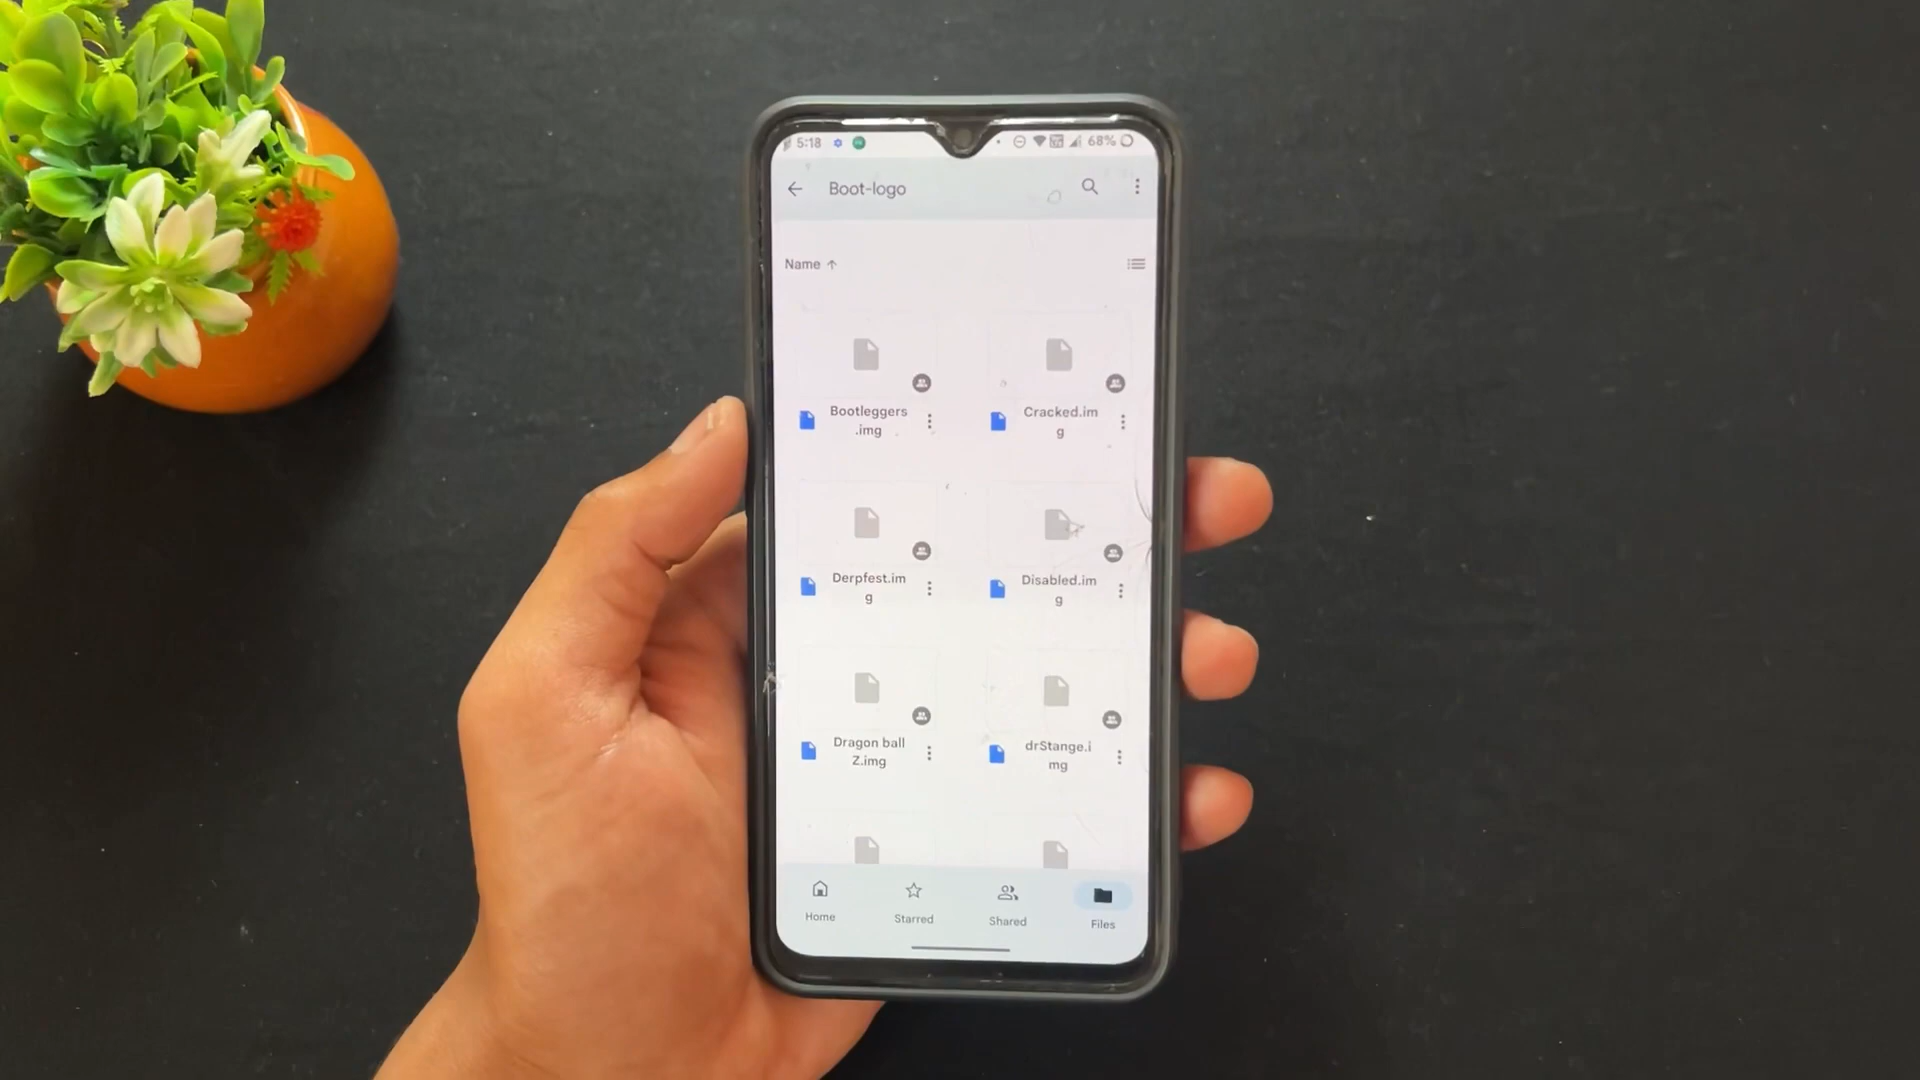 5:18
68%
Boot-logo
Name
Bootleggers
.img
Cracked.im
g
Derpfest.im
g
Disabled.im
g
Dragon ball
Z.img
drStange.i
mg
Home
Starred
Shared
Files